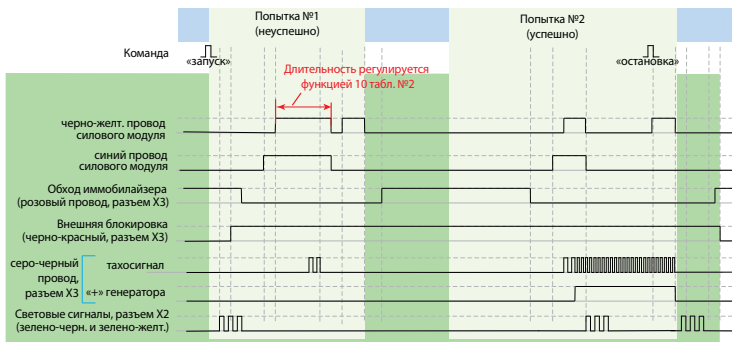 Попытка №1
(неуспешно)
Попытка №2
(успешно)
Команда
«запуск»
«остановка»
Длительность регулируется
функцией 10 табл. №2
черно-желт. провод
силового модуля
синий провод
силового модуля
Обход иммобилайзера
(розовый провод, разъем X3)
Внешняя блокировка
(черно-красный, разъем X3)
серо-черный
провод,
разъем X3
тахосигнал
«+» генератора
Световые сигналы, разъем X2
(зелено-черн. и зелено-желт.)